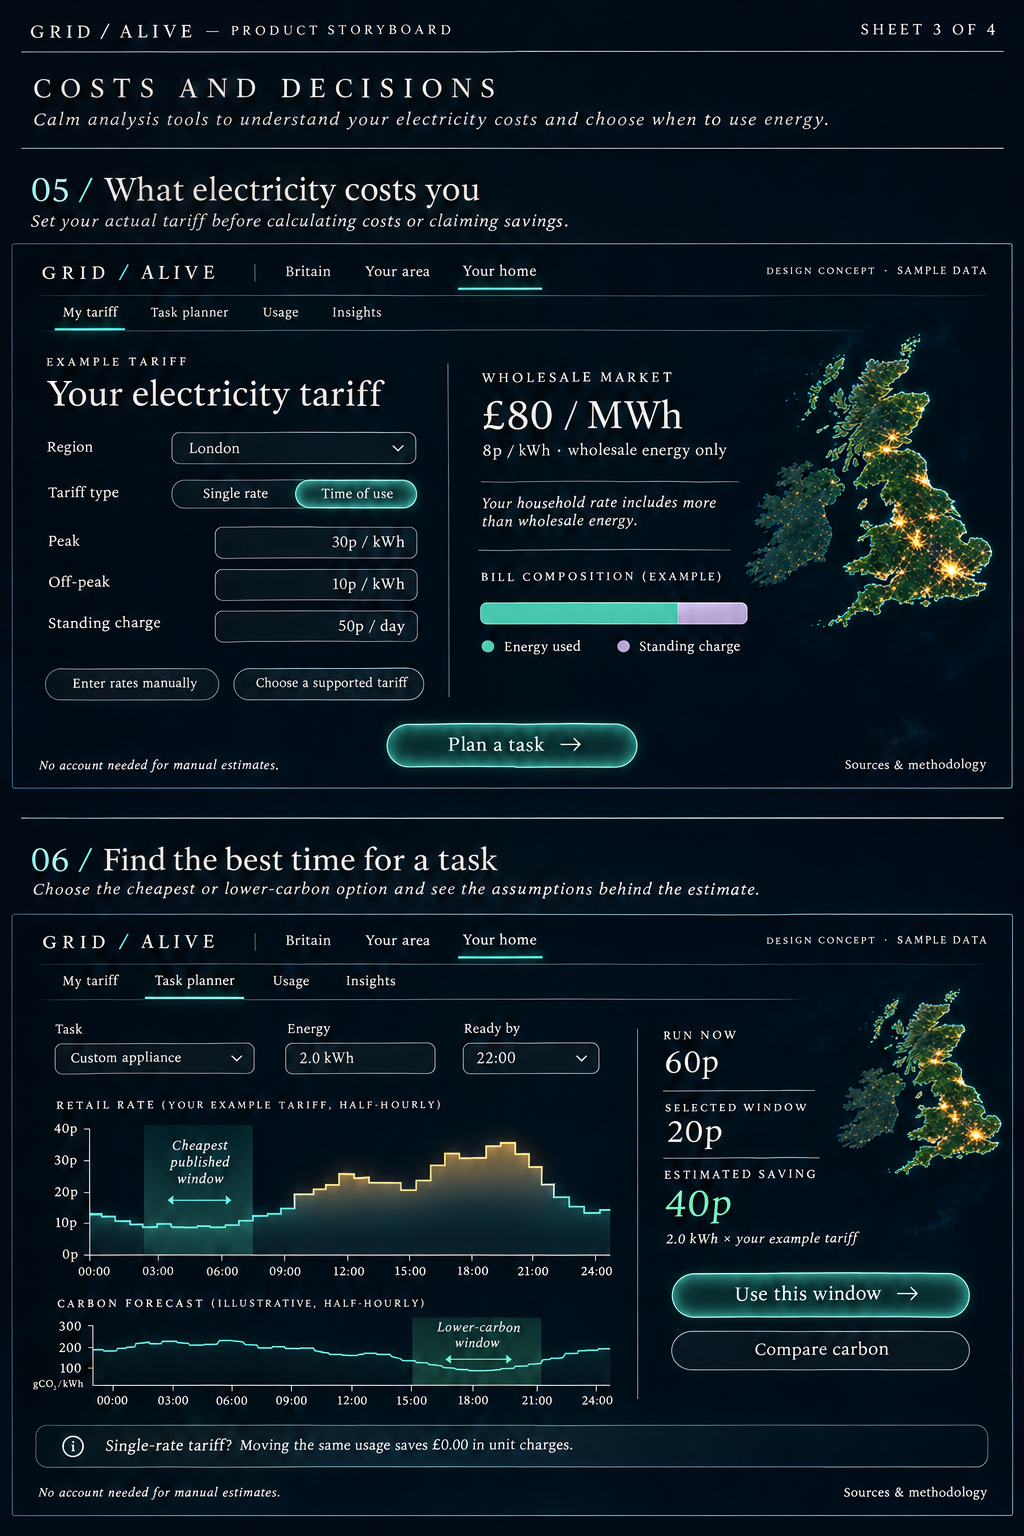 GRID / ALIVE — PRODUCT STORYBOARD
SHEET 3 OF 4
COSTS AND DECISIONS
Calm analysis tools to understand your electricity costs and choose when to use energy.
05 / What electricity costs you
Set your actual tariff before calculating costs or claiming savings.
GRID / ALIVE
Britain
Your area
Your home
DESIGN CONCEPT · SAMPLE DATA
My tariff
Task planner
Usage
Insights
EXAMPLE TARIFF
Your electricity tariff
Region
London
Tariff type
Single rate
Time of use
Peak
30p / kWh
Off-peak
10p / kWh
Standing charge
50p / day
Enter rates manually
Choose a supported tariff
WHOLESALE MARKET
£80 / MWh
8p / kWh · wholesale energy only
Your household rate includes more
than wholesale energy.
BILL COMPOSITION (EXAMPLE)
Energy used
Standing charge
Plan a task →
No account needed for manual estimates.
Sources & methodology
06 / Find the best time for a task
Choose the cheapest or lower-carbon option and see the assumptions behind the estimate.
GRID / ALIVE
Britain
Your area
Your home
DESIGN CONCEPT · SAMPLE DATA
My tariff
Task planner
Usage
Insights
Task
Custom appliance
Energy
2.0 kWh
Ready by
22:00
RETAIL RATE (YOUR EXAMPLE TARIFF, HALF-HOURLY)
40p
30p
20p
10p
0p
Cheapest
published
window
00:00 03:00 06:00 09:00 12:00 15:00 18:00 21:00 24:00
CARBON FORECAST (ILLUSTRATIVE, HALF-HOURLY)
300
200
100
gCO₂/kWh
Lower-carbon
window
00:00 03:00 06:00 09:00 12:00 15:00 18:00 21:00 24:00
RUN NOW
60p
SELECTED WINDOW
20p
ESTIMATED SAVING
40p
2.0 kWh × your example tariff
Use this window →
Compare carbon
Single-rate tariff? Moving the same usage saves £0.00 in unit charges.
No account needed for manual estimates.
Sources & methodology